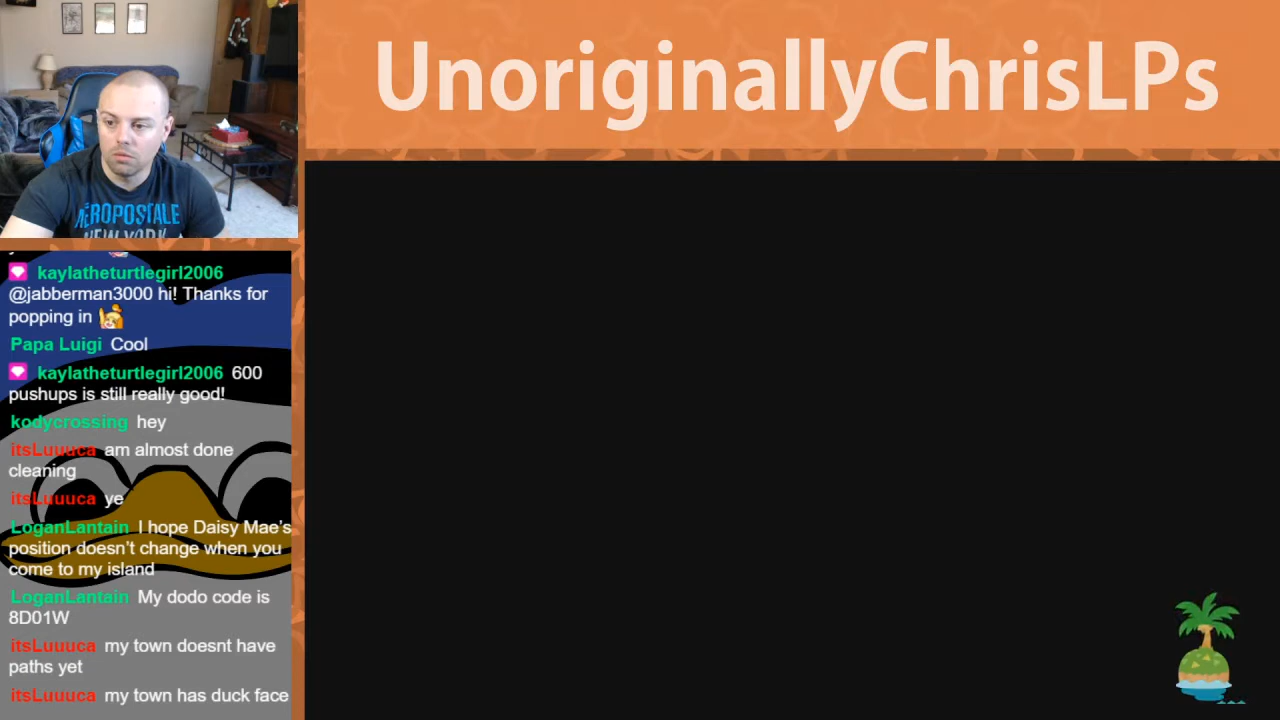 UnoriginallyChrisLPs
AEROPOSTALE
NEW YORK
kaylatheturtlegirl2006
@jabberman3000 hi! Thanks for
popping in
Papa Luigi Cool
kaylatheturtlegirl2006 600
pushups is still really good!
kodycrossing hey
itsLuuuca am almost done
cleaning
itsLuuuca ye
LoganLantain I hope Daisy Mae's
position doesn't change when you
come to my island
LoganLantain My dodo code is
8D01W
itsLuuuca my town doesnt have
paths yet
itsLuuuca my town has duck face